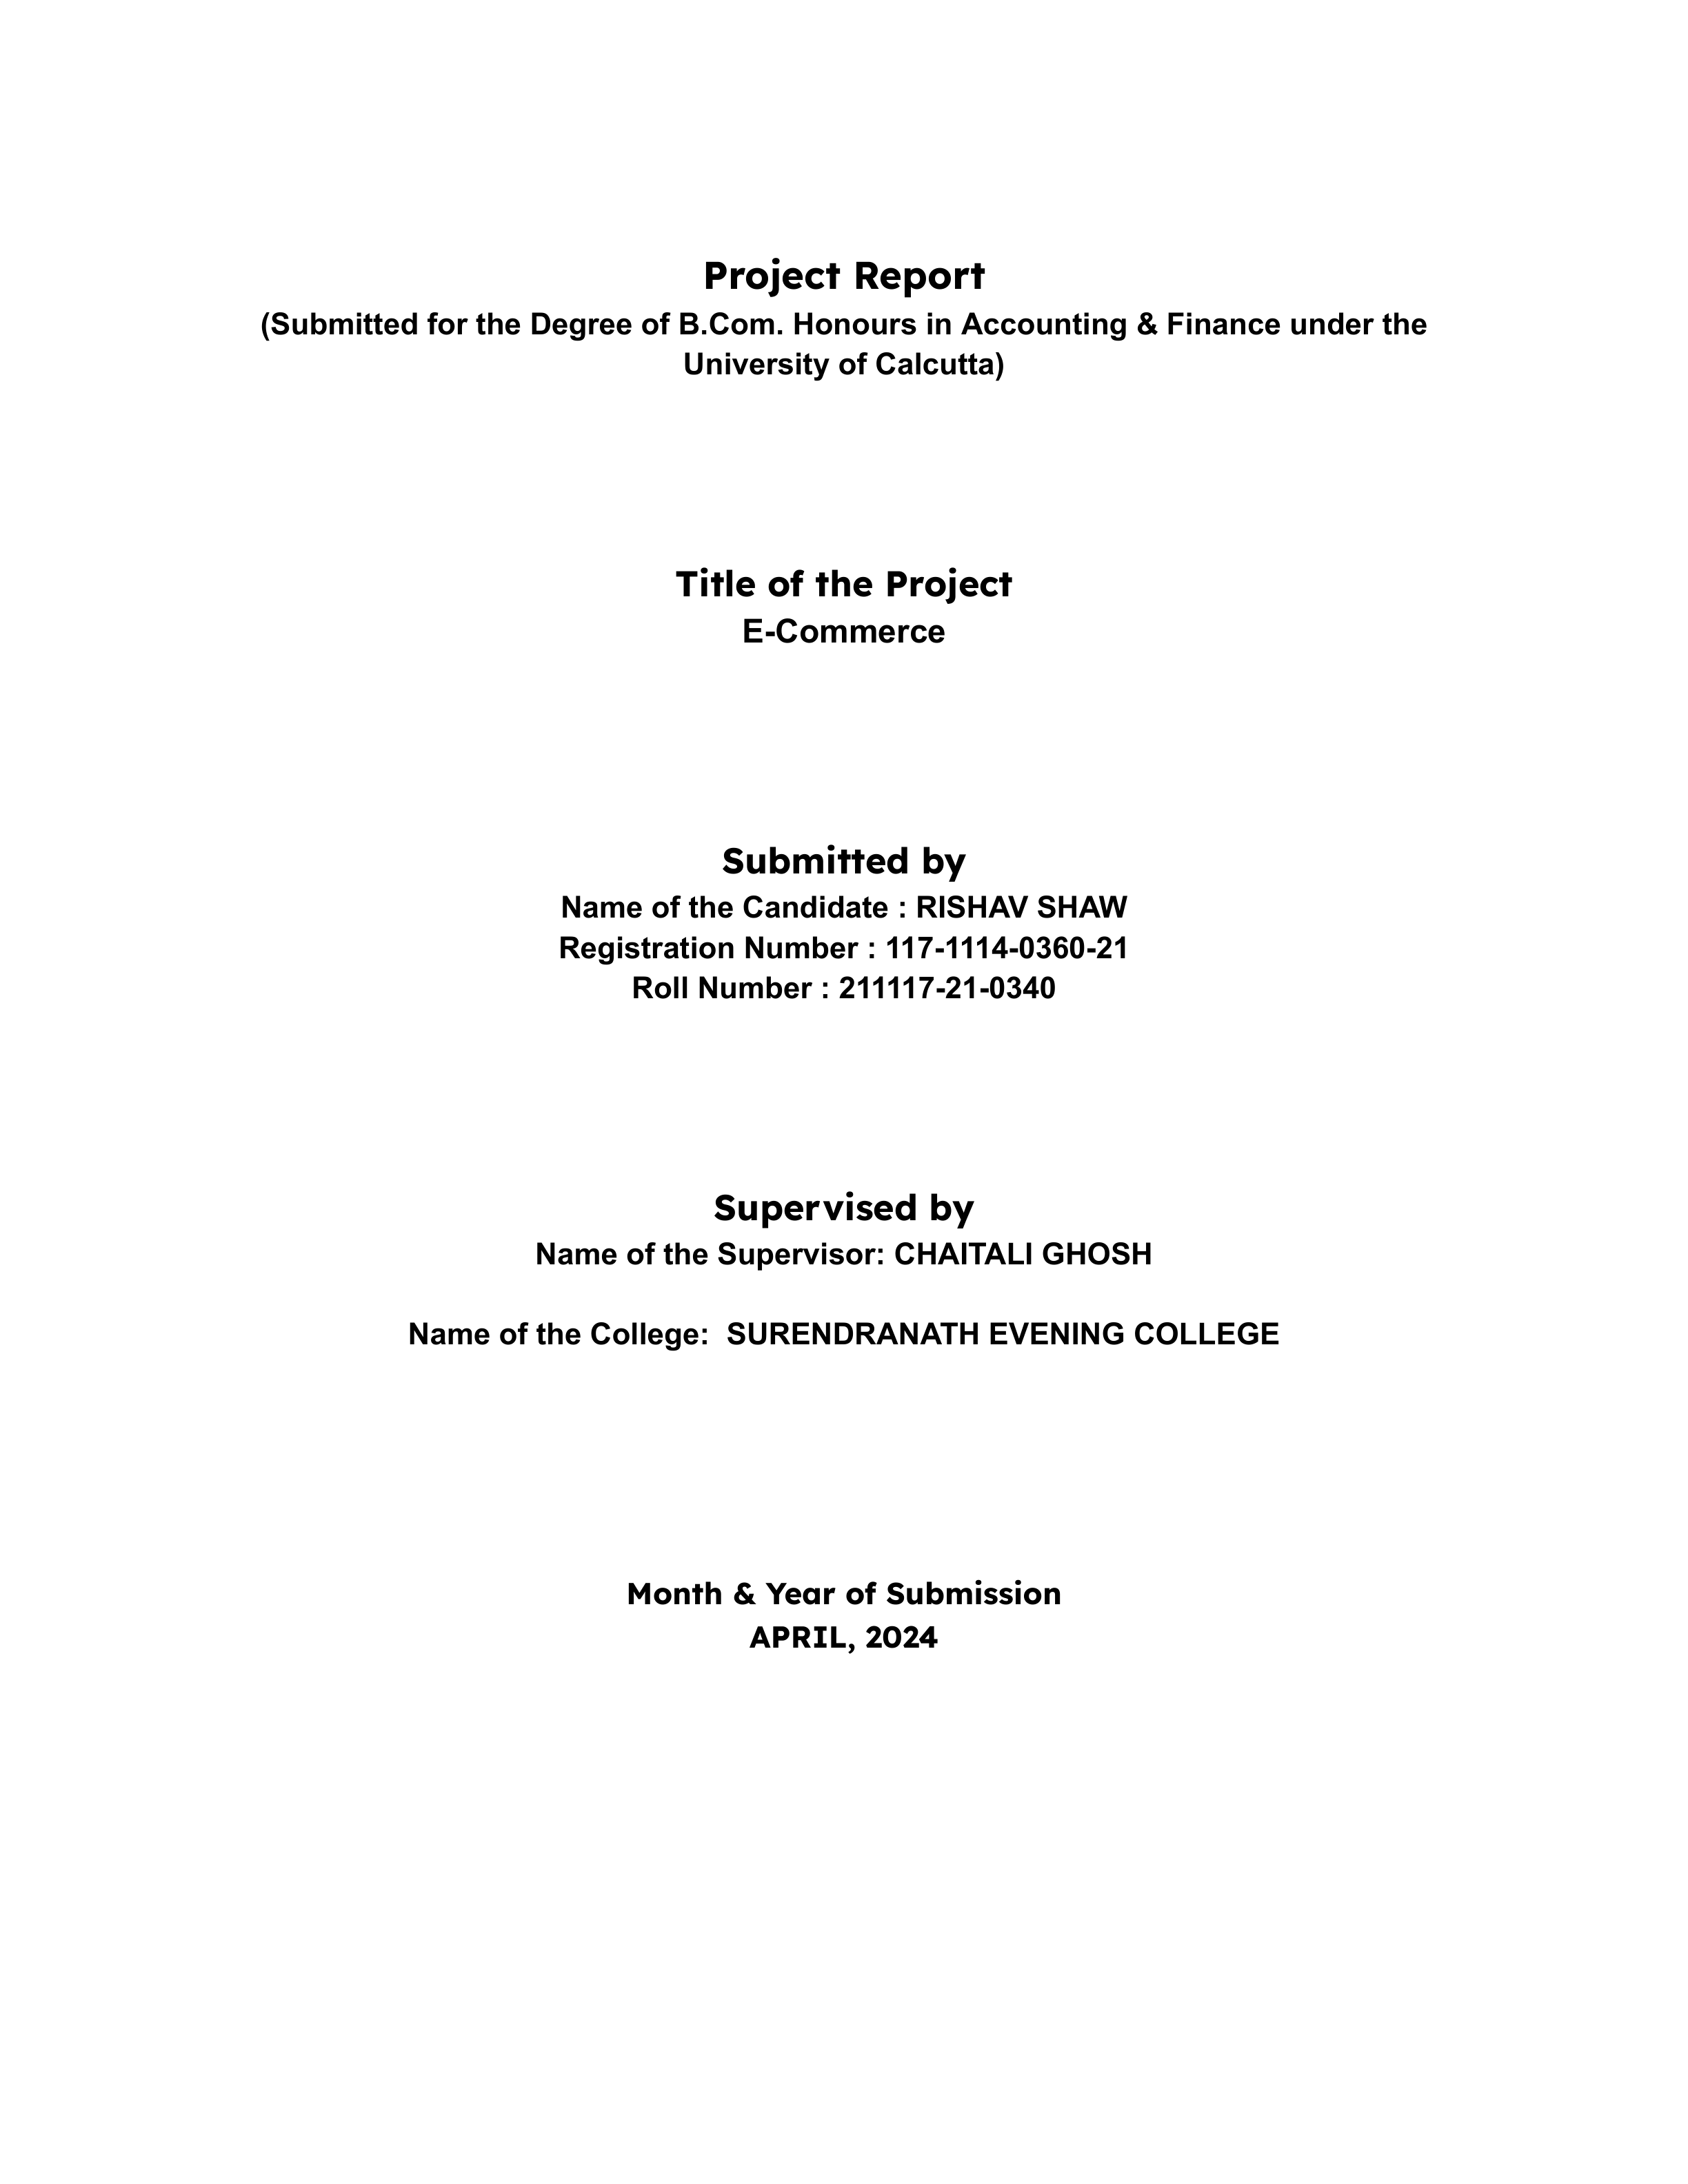 Project Report
(Submitted for the Degree of B.Com. Honours in Accounting & Finance under the
University of Calcutta)
Title of the Project
E-Commerce
Submitted by
Name of the Candidate : RISHAV SHAW
Registration Number : 117-1114-0360-21
Roll Number : 211117-21-0340
Supervised by
Name of the Supervisor: CHAITALI GHOSH
Name of the College:  SURENDRANATH EVENING COLLEGE
Month & Year of Submission
APRIL, 2024